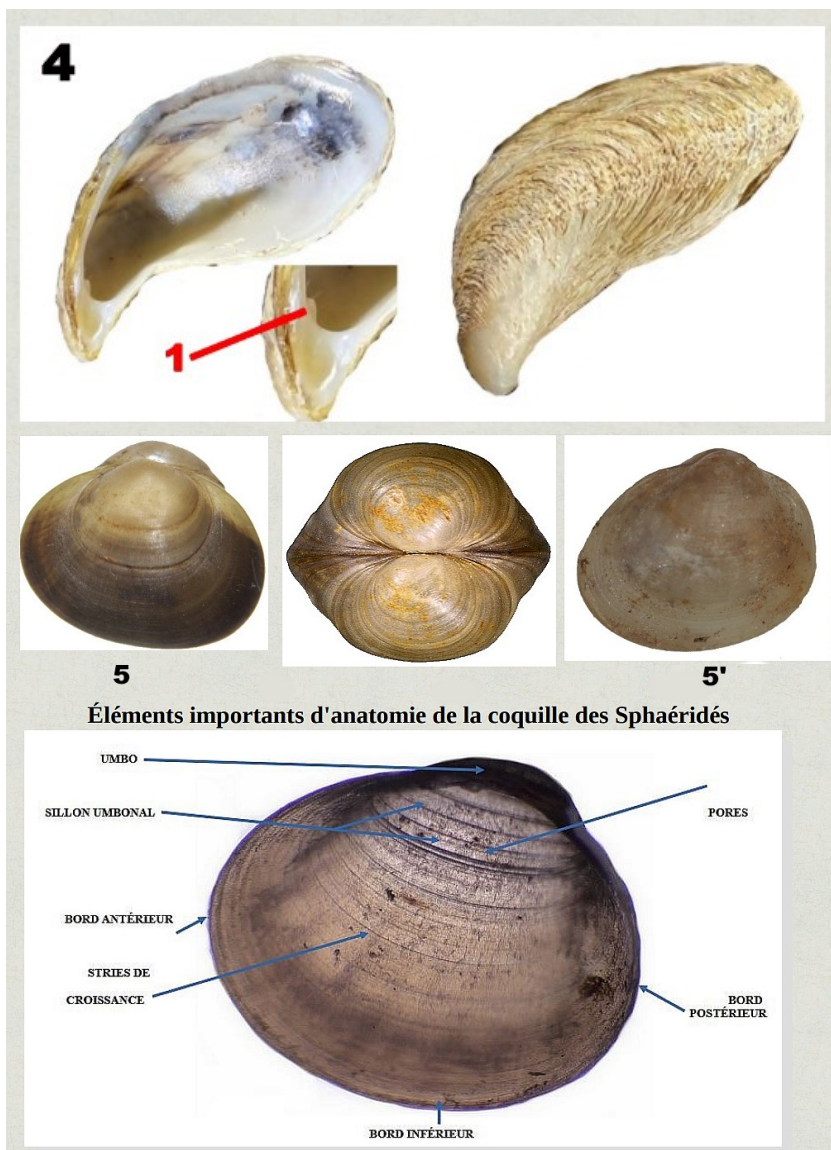 4
1
5
5'
Éléments importants d'anatomie de la coquille des Sphaéridés
UMBO
SILLON UMBONAL
PORES
BORD ANTÉRIEUR
STRIES DE
CROISSANCE
BORD
POSTÉRIEUR
BORD INFÉRIEUR